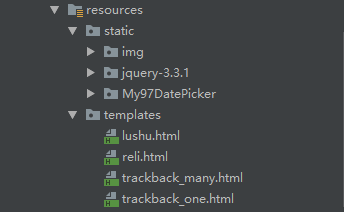 resources
static
img
jquery-3.3.1
My97DatePicker
templates
lushu.html
reli.html
trackback_many.html
trackback_one.html